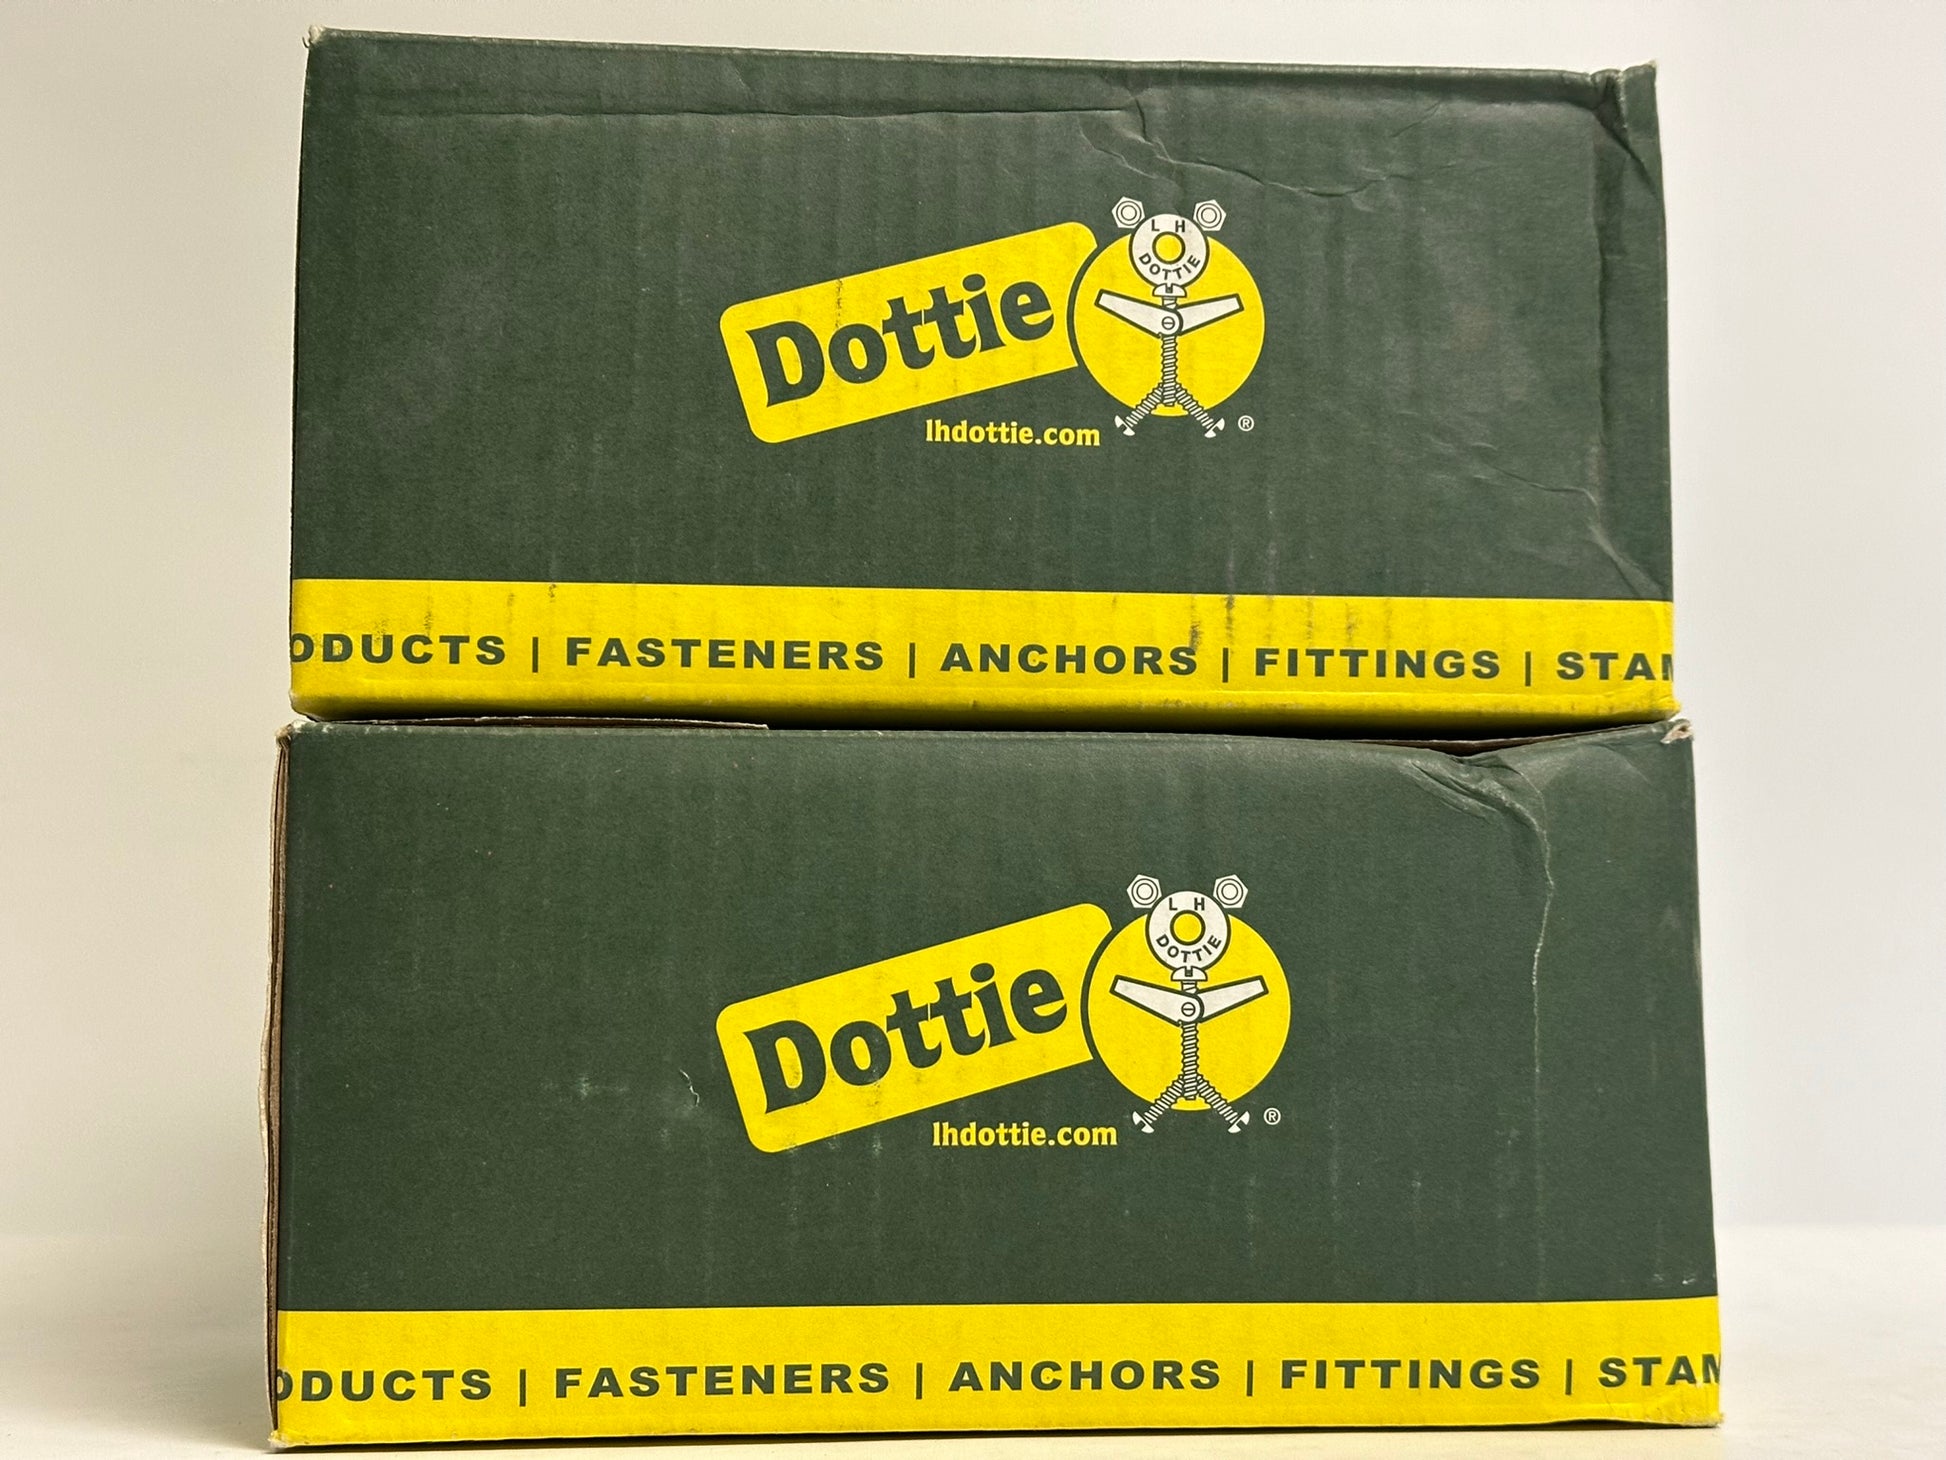 L H
DOTTIE
Dottie
lhdottie.com ®
ODUCTS | FASTENERS | ANCHORS | FITTINGS | STAM
L H
DOTTIE
Dottie
lhdottie.com ®
ODUCTS | FASTENERS | ANCHORS | FITTINGS | STAM